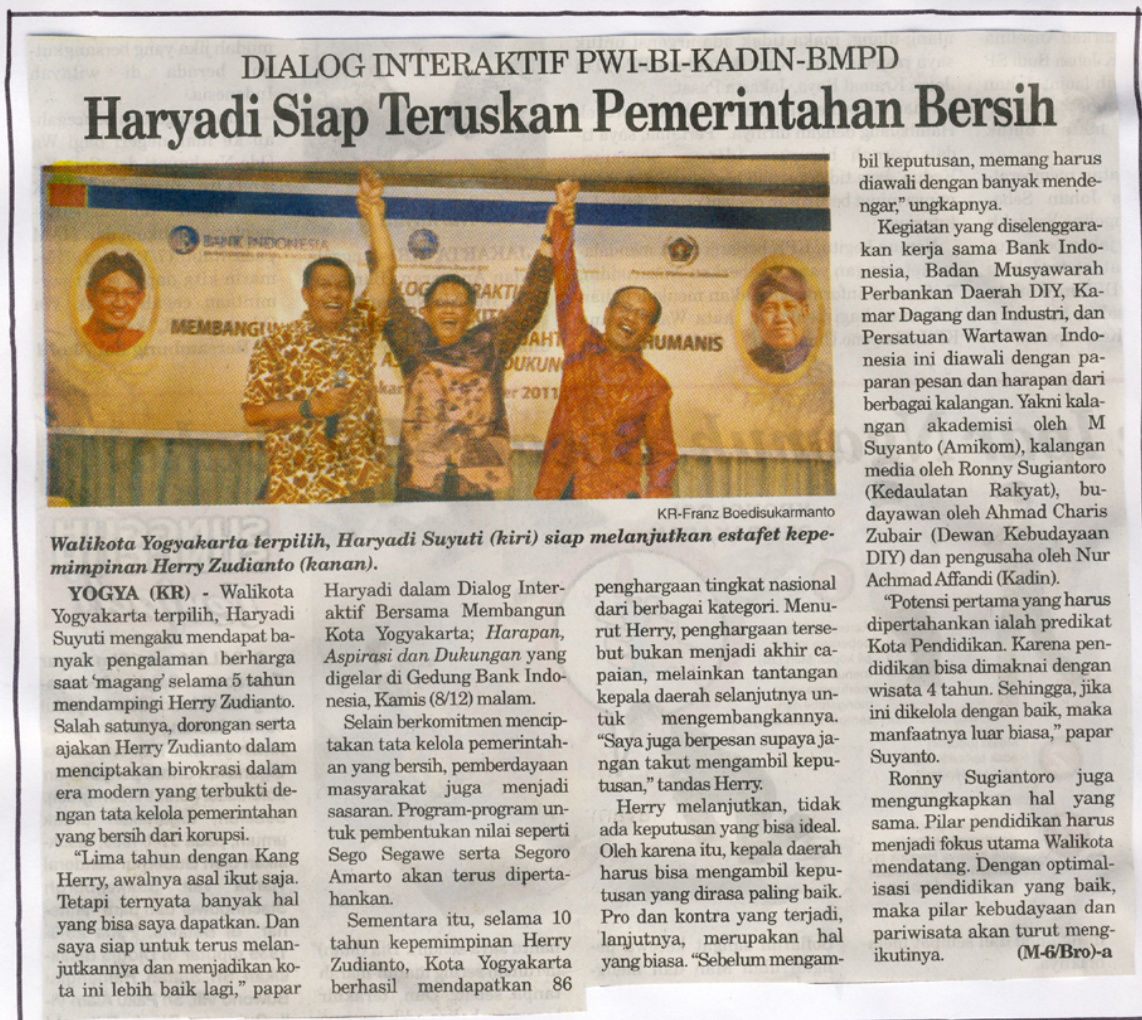 DIALOG INTERAKTIF PWI-BI-KADIN-BMPD
Haryadi Siap Teruskan Pemerintahan Bersih
BANK INDONESIA
MEMBANGUN
HUMANIS
DUKUNG
2011
KR-Franz Boedisukarmanto
Walikota Yogyakarta terpilih, Haryadi Suyuti (kiri) siap melanjutkan estafet kepe-
mimpinan Herry Zudianto (kanan).
YOGYA (KR) - Walikota
Yogyakarta terpilih, Haryadi
Suyuti mengaku mendapat ba-
nyak pengalaman berharga
saat ‘magang’ selama 5 tahun
mendampingi Herry Zudianto.
Salah satunya, dorongan serta
ajakan Herry Zudianto dalam
menciptakan birokrasi dalam
era modern yang terbukti de-
ngan tata kelola pemerintahan
yang bersih dari korupsi.
“Lima tahun dengan Kang
Herry, awalnya asal ikut saja.
Tetapi ternyata banyak hal
yang bisa saya dapatkan. Dan
saya siap untuk terus melan-
jutkannya dan menjadikan ko-
ta ini lebih baik lagi,” papar
Haryadi dalam Dialog Inter-
aktif Bersama Membangun
Kota Yogyakarta; Harapan,
Aspirasi dan Dukungan yang
digelar di Gedung Bank Indo-
nesia, Kamis (8/12) malam.
Selain berkomitmen mencip-
takan tata kelola pemerintah-
an yang bersih, pemberdayaan
masyarakat juga menjadi
sasaran. Program-program un-
tuk pembentukan nilai seperti
Sego Segawe serta Segoro
Amarto akan terus diperta-
hankan.
Sementara itu, selama 10
tahun kepemimpinan Herry
Zudianto, Kota Yogyakarta
berhasil mendapatkan 86
penghargaan tingkat nasional
dari berbagai kategori. Menu-
rut Herry, penghargaan terse-
but bukan menjadi akhir ca-
paian, melainkan tantangan
kepala daerah selanjutnya un-
tuk mengembangkannya.
“Saya juga berpesan supaya ja-
ngan takut mengambil kepu-
tusan,” tandas Herry.
Herry melanjutkan, tidak
ada keputusan yang bisa ideal.
Oleh karena itu, kepala daerah
harus bisa mengambil kepu-
tusan yang dirasa paling baik.
Pro dan kontra yang terjadi,
lanjutnya, merupakan hal
yang biasa. “Sebelum mengam-
bil keputusan, memang harus
diawali dengan banyak mende-
ngar,” ungkapnya.
Kegiatan yang diselenggara-
kan kerja sama Bank Indo-
nesia, Badan Musyawarah
Perbankan Daerah DIY, Ka-
mar Dagang dan Industri, dan
Persatuan Wartawan Indo-
nesia ini diawali dengan pa-
paran pesan dan harapan dari
berbagai kalangan. Yakni kala-
ngan akademisi oleh M
Suyanto (Amikom), kalangan
media oleh Ronny Sugiantoro
(Kedaulatan Rakyat), bu-
dayawan oleh Ahmad Charis
Zubair (Dewan Kebudayaan
DIY) dan pengusaha oleh Nur
Achmad Affandi (Kadin).
“Potensi pertama yang harus
dipertahankan ialah predikat
Kota Pendidikan. Karena pen-
didikan bisa dimaknai dengan
wisata 4 tahun. Sehingga, jika
ini dikelola dengan baik, maka
manfaatnya luar biasa,” papar
Suyanto.
Ronny Sugiantoro juga
mengungkapkan hal yang
sama. Pilar pendidikan harus
menjadi fokus utama Walikota
mendatang. Dengan optimal-
isasi pendidikan yang baik,
maka pilar kebudayaan dan
pariwisata akan turut meng-
ikutinya. (M-6/Bro)-a